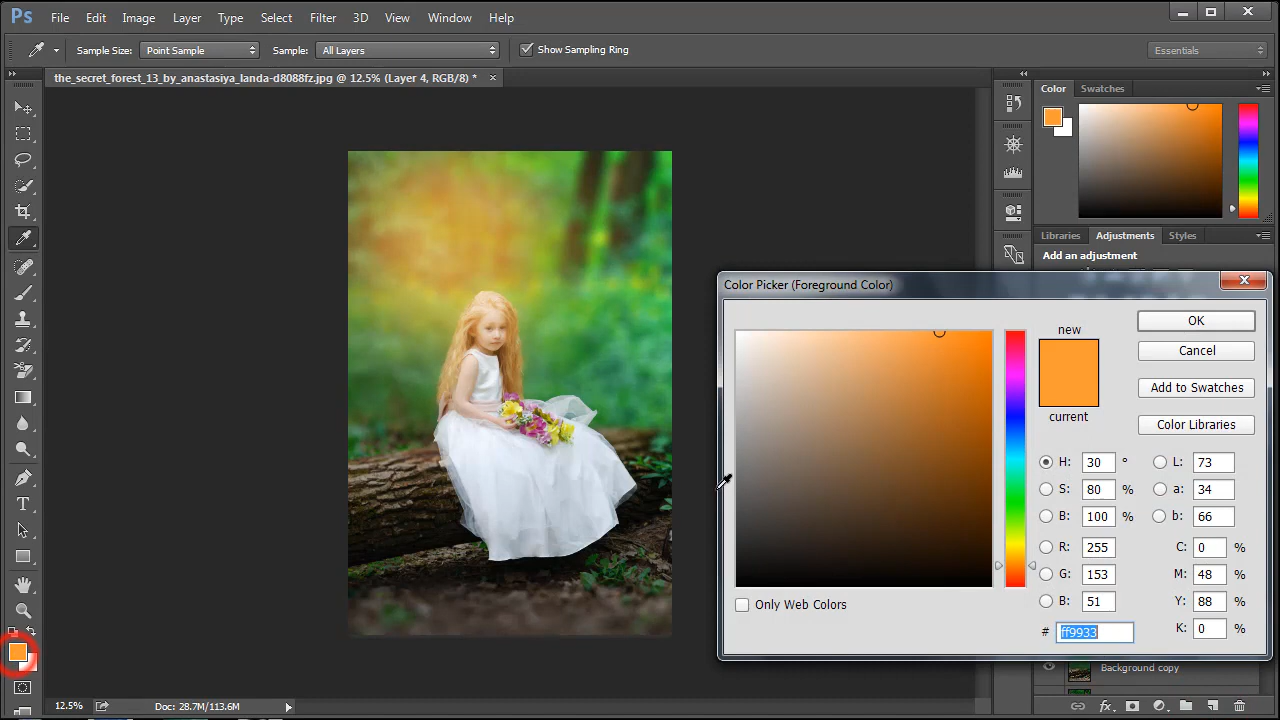 Ps File Edit Image Layer Type Select Filter 3D View Window Help
Sample Size: Point Sample Sample: All Layers Show Sampling Ring Essentials
the_secret_forest_13_by_anastasiya_landa-d8088fz.jpg @ 12.5% (Layer 4, RGB/8) *
Color Swatches
Libraries Adjustments Styles
Add an adjustment
Color Picker (Foreground Color)
new
current
OK
Cancel
Add to Swatches
Color Libraries
H: 30 ° L: 73
S: 80 % a: 34
B: 100 % b: 66
R: 255 C: 0 %
G: 153 M: 48 %
B: 51 Y: 88 %
# ff9933 K: 0 %
Only Web Colors
Background copy
12.5% Doc: 28.7M/113.6M
T
fx